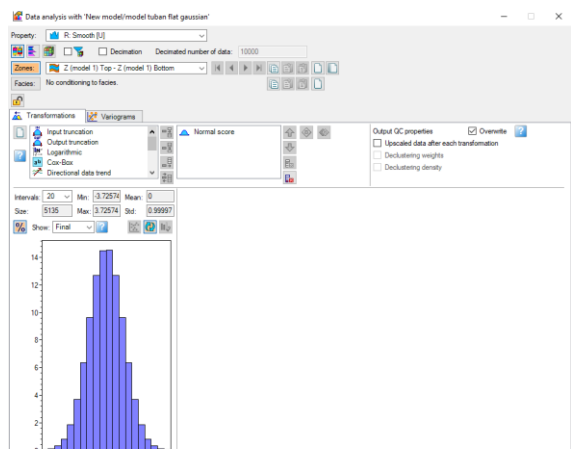 Data analysis with 'New model/model tuban flat gaussian'
Property: R: Smooth [U]
Decimation Decimated number of data: 10000
Zones: Z (model 1) Top - Z (model 1) Bottom
Facies: No conditioning to facies.
Transformations Variograms
Input truncation
Output truncation
Logarithmic
Cox-Box
Directional data trend
Normal score
Output QC properties Overwrite
Upscaled data after each transformation
Declustering weights
Declustering density
Intervals: 20 Min: -3.72574 Mean: 0
Size: 5135 Max: 3.72574 Std: 0.99997
% Show: Final
14
12
10
8
6
4
2